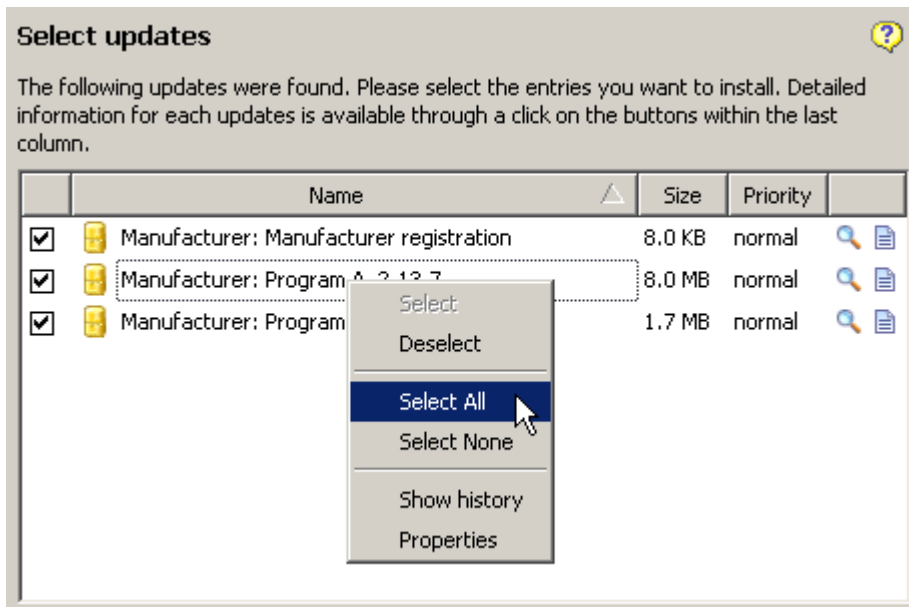 Select updates
The following updates were found. Please select the entries you want to install. Detailed
information for each updates is available through a click on the buttons within the last
column.
Name Size Priority
Manufacturer: Manufacturer registration 8.0 KB normal
Manufacturer: Program A 2.13.7 8.0 MB normal
Manufacturer: Program 1.7 MB normal
Select
Deselect
Select All
Select None
Show history
Properties